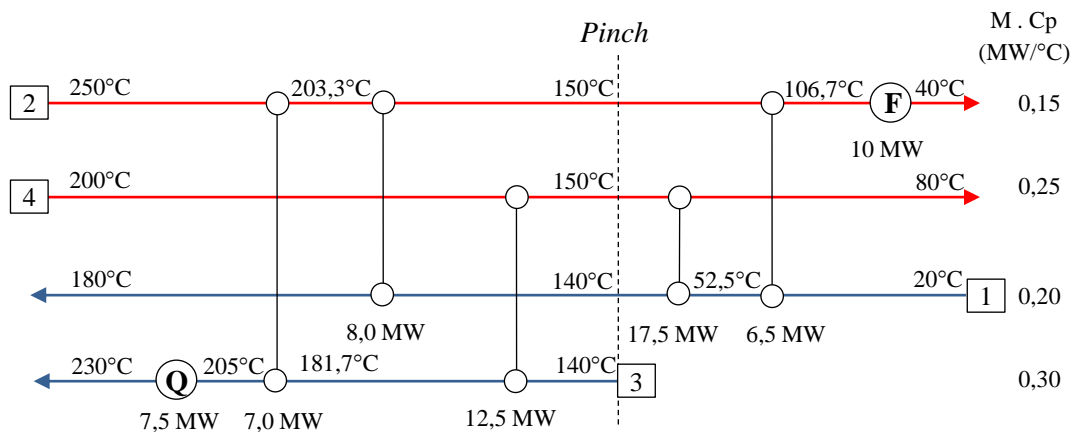 M . Cp
(MW/°C)
Pinch
250°C 203,3°C 150°C 106,7°C 40°C
2 F 0,15
10 MW
200°C 150°C 80°C
4 0,25
180°C 140°C 52,5°C 20°C
1 0,20
8,0 MW 17,5 MW 6,5 MW
230°C 205°C 181,7°C 140°C
Q 3 0,30
7,5 MW 7,0 MW 12,5 MW